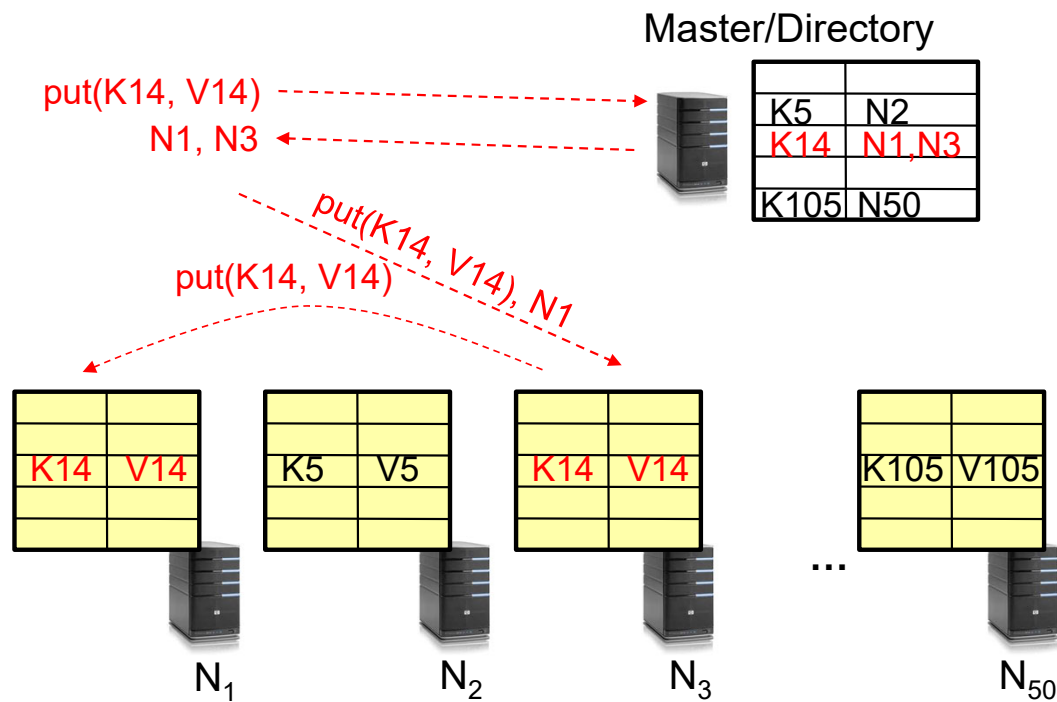 Master/Directory
put(K14, V14)
N1, N3
K5 N2
K14 N1,N3
K105 N50
put(K14, V14), N1
put(K14, V14)
K14 V14
K5 V5
K14 V14
K105 V105
...
N1
N2
N3
N50